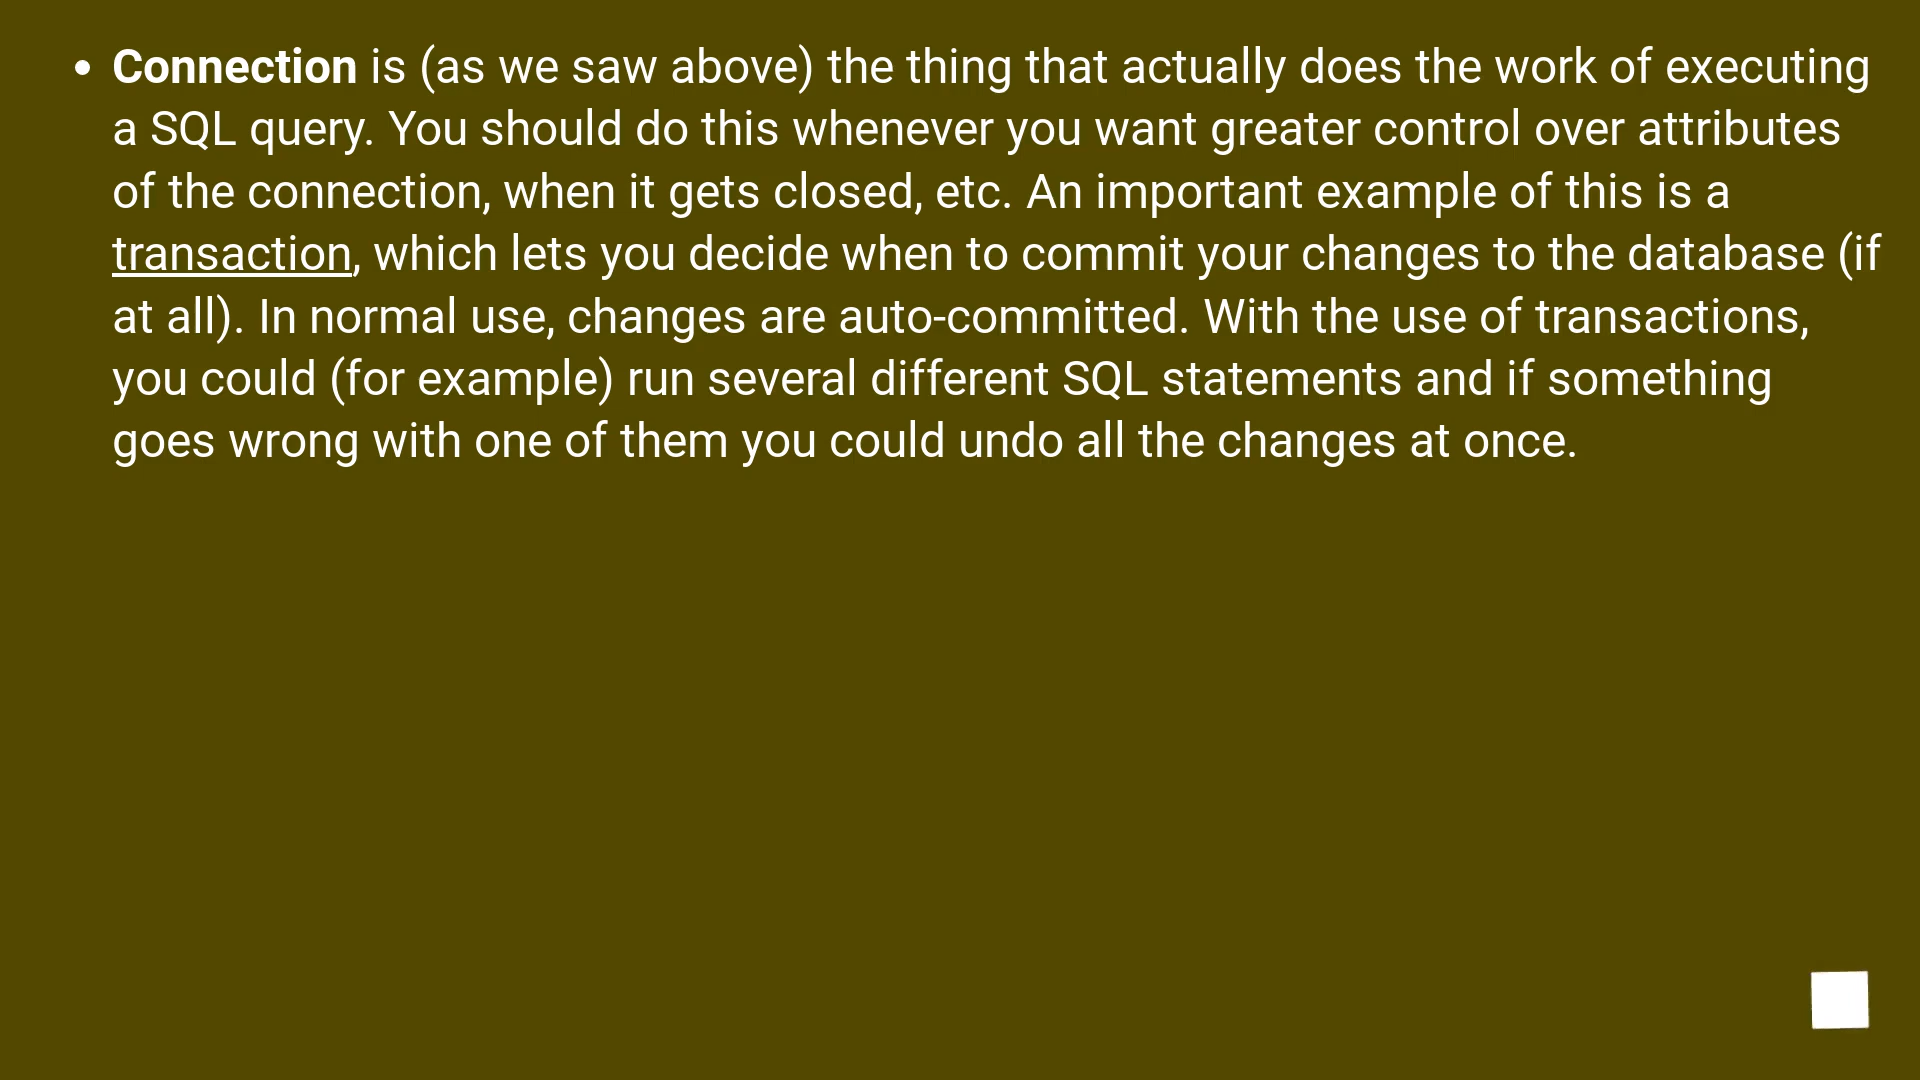 • Connection is (as we saw above) the thing that actually does the work of executing
a SQL query. You should do this whenever you want greater control over attributes
of the connection, when it gets closed, etc. An important example of this is a
transaction, which lets you decide when to commit your changes to the database (if
at all). In normal use, changes are auto-committed. With the use of transactions,
you could (for example) run several different SQL statements and if something
goes wrong with one of them you could undo all the changes at once.